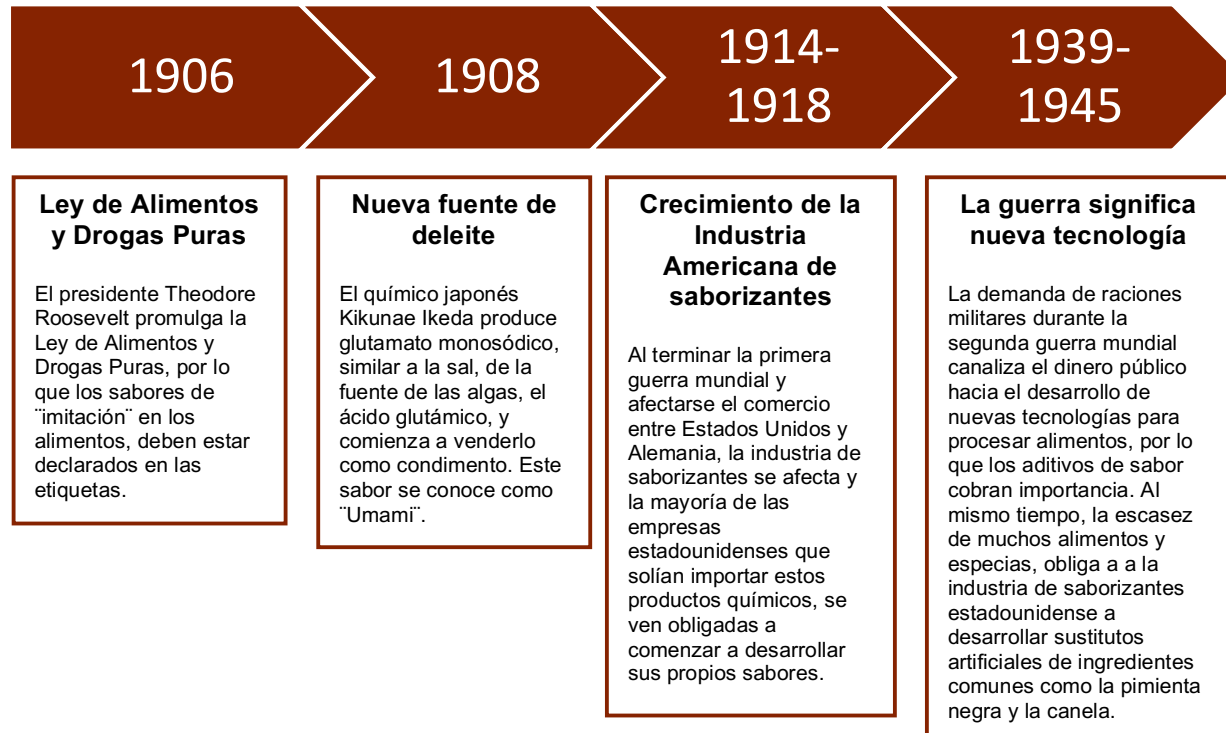 1906
1908
1914-
1918
1939-
1945
Ley de Alimentos
y Drogas Puras
El presidente Theodore
Roosevelt promulga la
Ley de Alimentos y
Drogas Puras, por lo
que los sabores de
¨imitación¨ en los
alimentos, deben estar
declarados en las
etiquetas.
Nueva fuente de
deleite
El químico japonés
Kikunae Ikeda produce
glutamato monosódico,
similar a la sal, de la
fuente de las algas, el
ácido glutámico, y
comienza a venderlo
como condimento. Este
sabor se conoce como
¨Umami¨.
Crecimiento de la
Industria
Americana de
saborizantes
Al terminar la primera
guerra mundial y
afectarse el comercio
entre Estados Unidos y
Alemania, la industria de
saborizantes se afecta y
la mayoría de las
empresas
estadounidenses que
solían importar estos
productos químicos, se
ven obligadas a
comenzar a desarrollar
sus propios sabores.
La guerra significa
nueva tecnología
La demanda de raciones
militares durante la
segunda guerra mundial
canaliza el dinero público
hacia el desarrollo de
nuevas tecnologías para
procesar alimentos, por lo
que los aditivos de sabor
cobran importancia. Al
mismo tiempo, la escasez
de muchos alimentos y
especias, obliga a a la
industria de saborizantes
estadounidense a
desarrollar sustitutos
artificiales de ingredientes
comunes como la pimienta
negra y la canela.